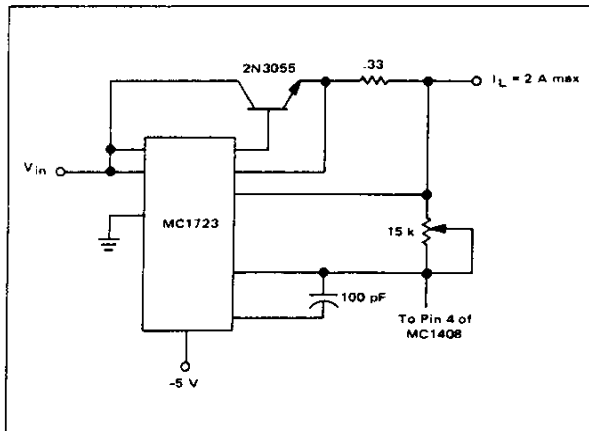 2N3055
.33
I_L = 2 A max
V_in
MC1723
15 k
100 pF
To Pin 4 of
MC1408
-5 V